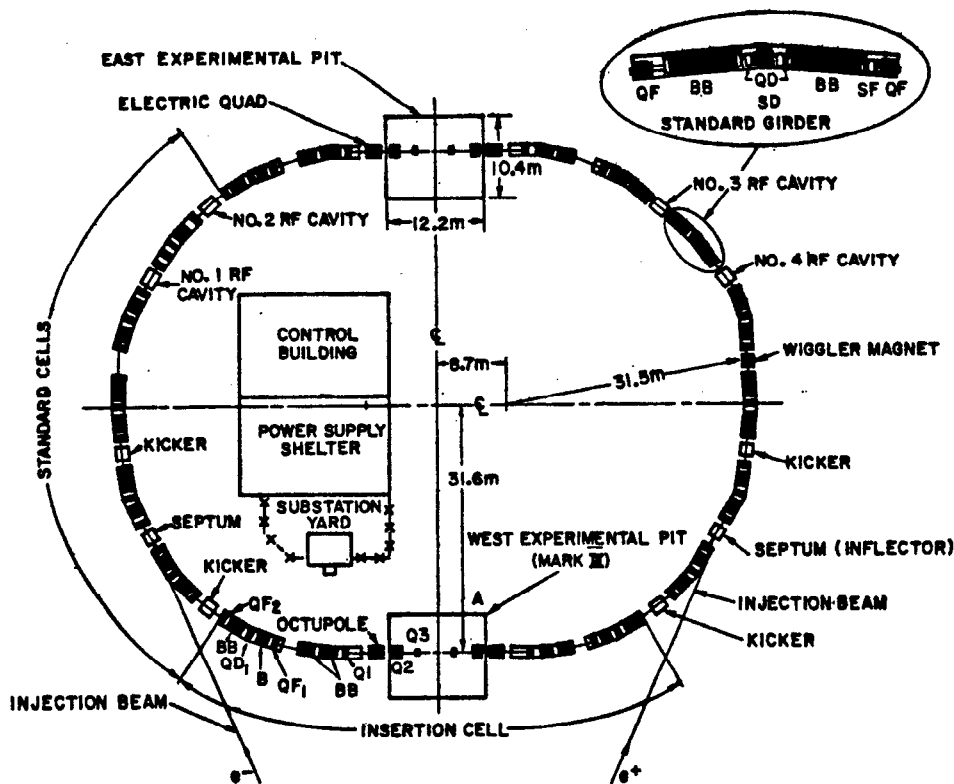 EAST EXPERIMENTAL PIT
ELECTRIC QUAD
QF
BB
QD
BB
SF
QF
SD
STANDARD GIRDER
10.4m
12.2m
NO. 3 RF CAVITY
NO. 2 RF CAVITY
NO. 1 RF
CAVITY
NO. 4 RF CAVITY
STANDARD CELLS
CONTROL
BUILDING
℄
8.7m
WIGGLER MAGNET
31.5m
℄
POWER SUPPLY
SHELTER
KICKER
KICKER
31.6m
SUBSTATION
YARD
SEPTUM
WEST EXPERIMENTAL PIT
(MARK III)
SEPTUM (INFLECTOR)
KICKER
A
INJECTION BEAM
QF2
OCTUPOLE
Q3
KICKER
BB
QD1
B
QF1
BB
Q1
Q2
INJECTION BEAM
INSERTION CELL
e−
e+